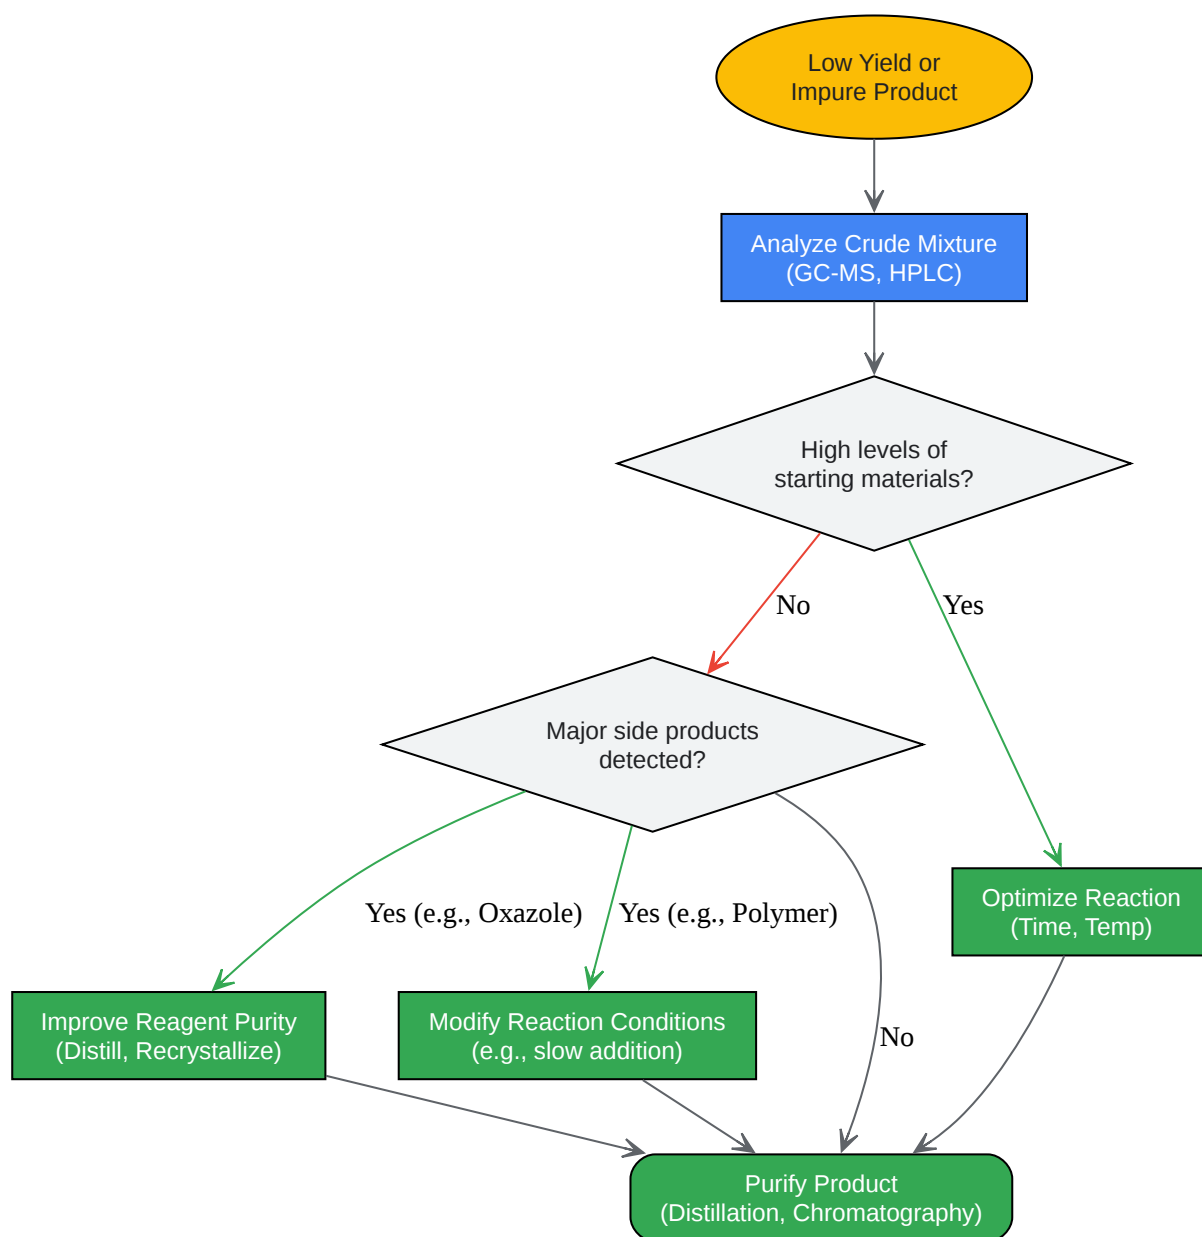 Low Yield or
Impure Product
Analyze Crude Mixture
(GC-MS, HPLC)
High levels of
starting materials?
No
Yes
Major side products
detected?
Optimize Reaction
(Time, Temp)
Yes (e.g., Oxazole)
Yes (e.g., Polymer)
Improve Reagent Purity
(Distill, Recrystallize)
Modify Reaction Conditions
(e.g., slow addition)
No
Purify Product
(Distillation, Chromatography)